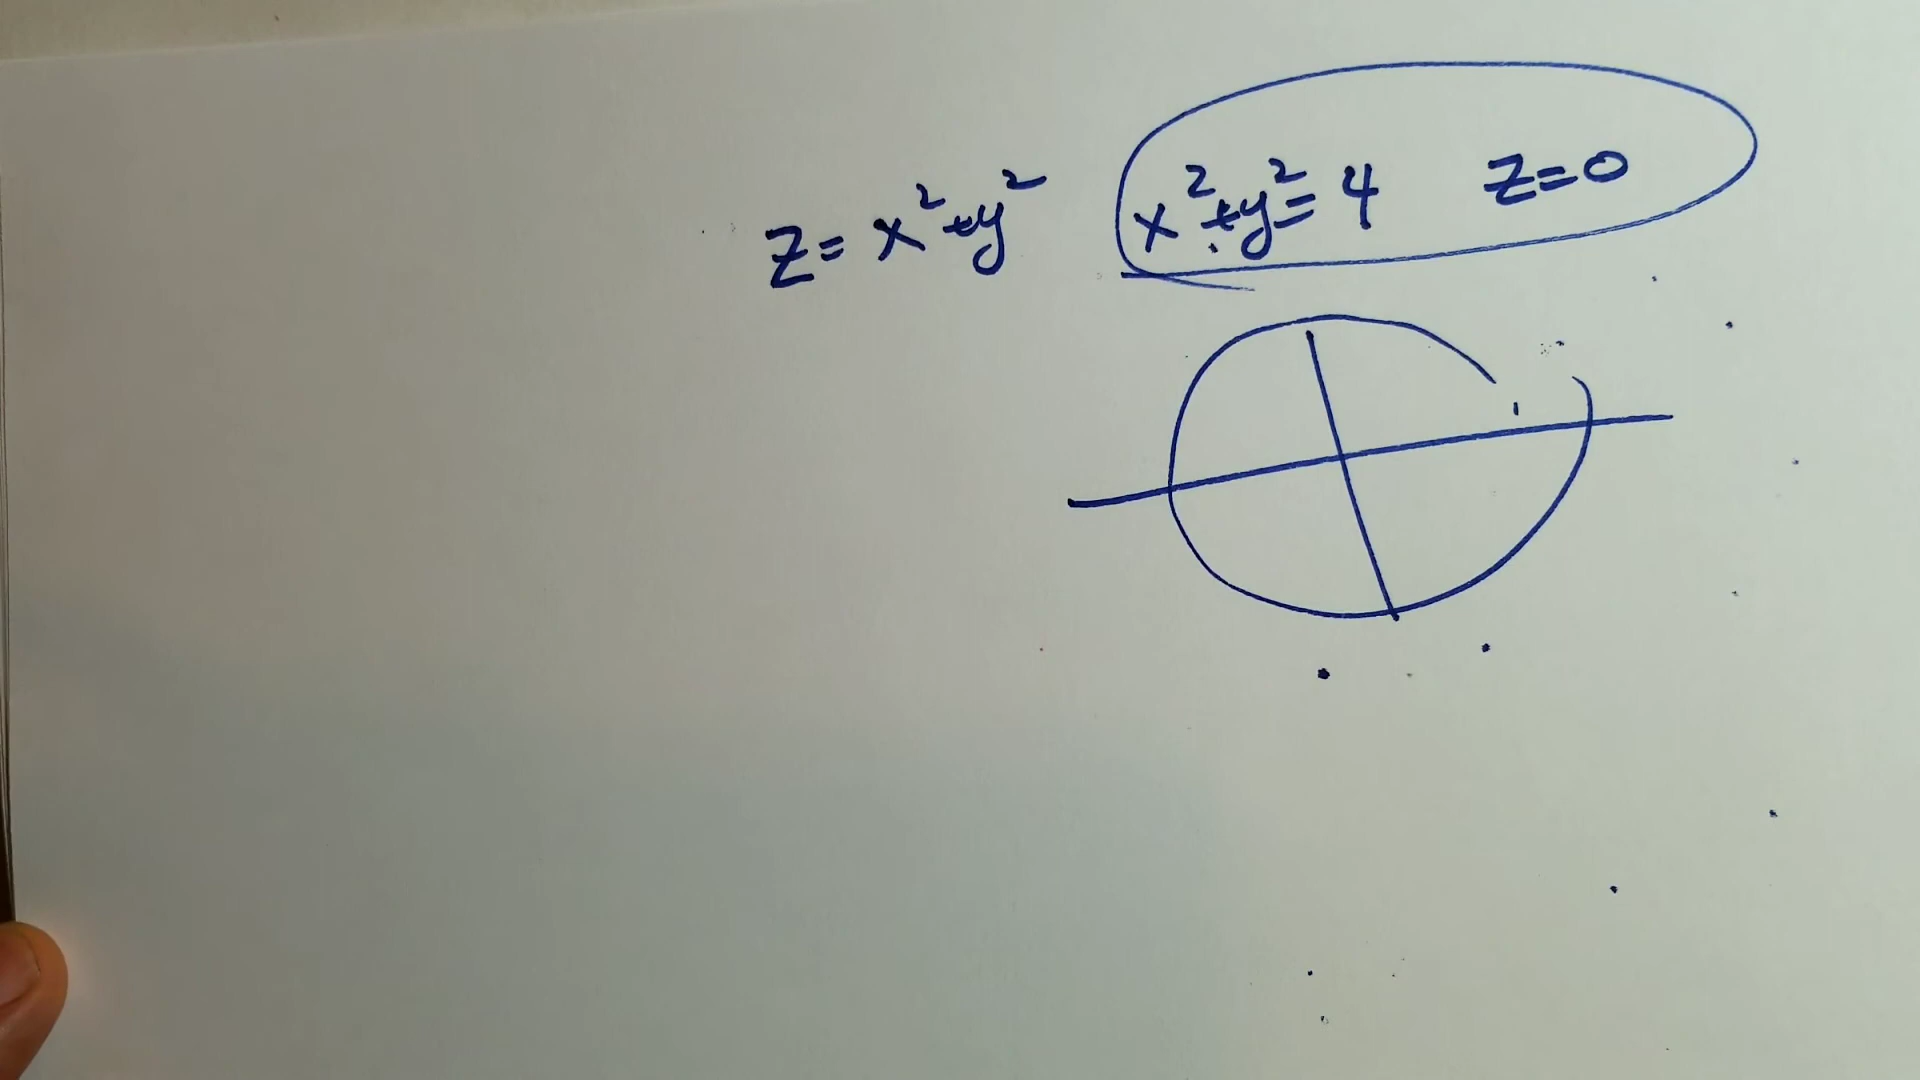 z = x² + y² x² + y² = 4 z = 0